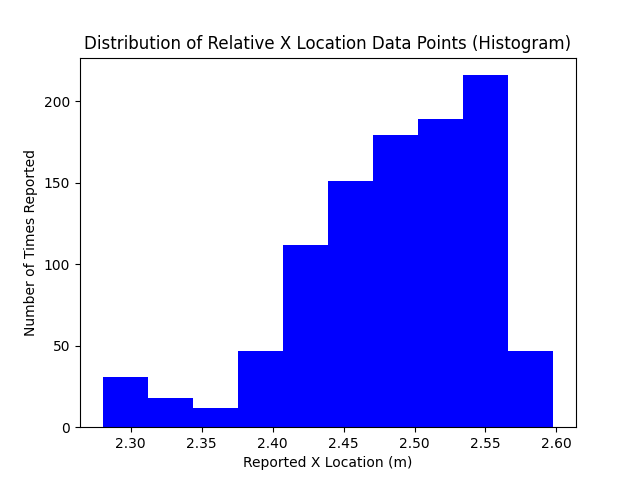 Distribution of Relative X Location Data Points (Histogram)
Number of Times Reported
200
150
100
50
0
2.30 2.35 2.40 2.45 2.50 2.55 2.60
Reported X Location (m)